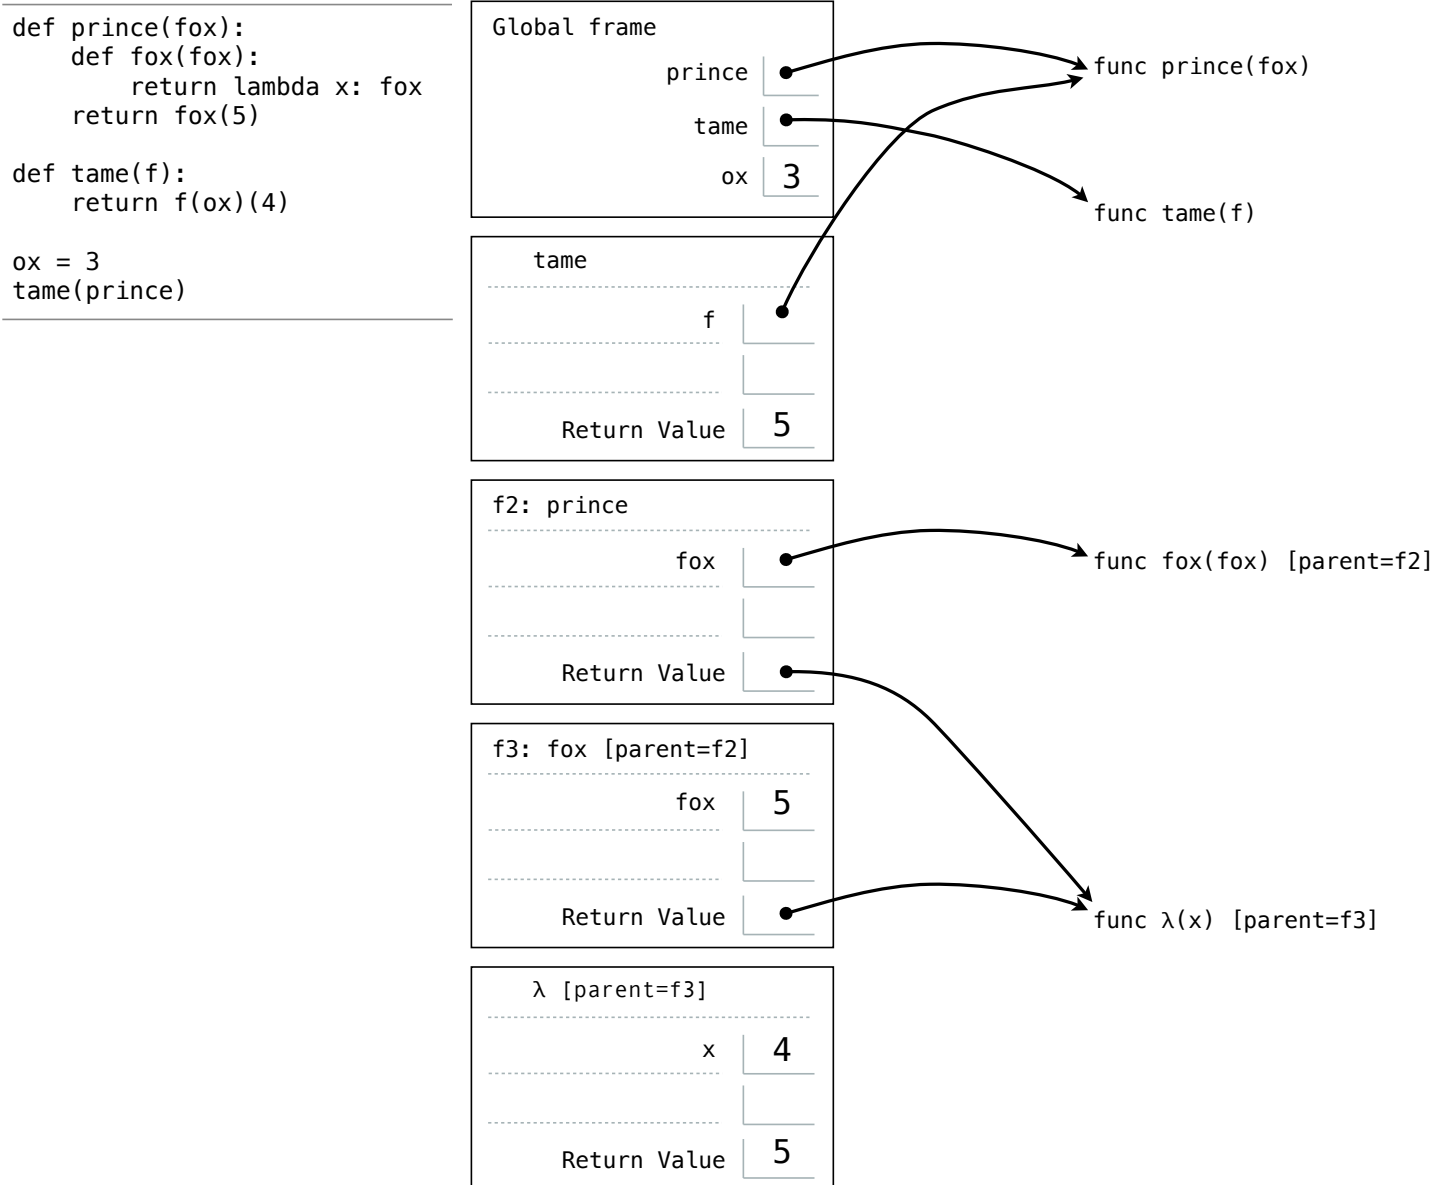 def prince(fox):
    def fox(fox):
        return lambda x: fox
    return fox(5)

def tame(f):
    return f(ox)(4)

ox = 3
tame(prince)
Global frame
prince
tame
ox 3
func prince(fox)
func tame(f)
tame
f
Return Value 5
f2: prince
fox
Return Value
func fox(fox) [parent=f2]
f3: fox [parent=f2]
fox 5
Return Value
func λ(x) [parent=f3]
λ [parent=f3]
x 4
Return Value 5